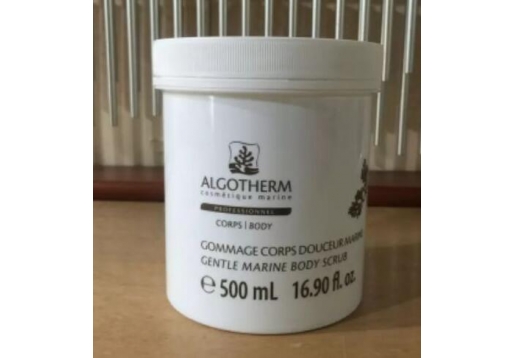 ALGOTHERM
cosmétique marine
PROFESSIONNEL
CORPS | BODY
GOMMAGE CORPS DOUCEUR MARINE
GENTLE MARINE BODY SCRUB
℮ 500 mL 16.90 fl. oz.